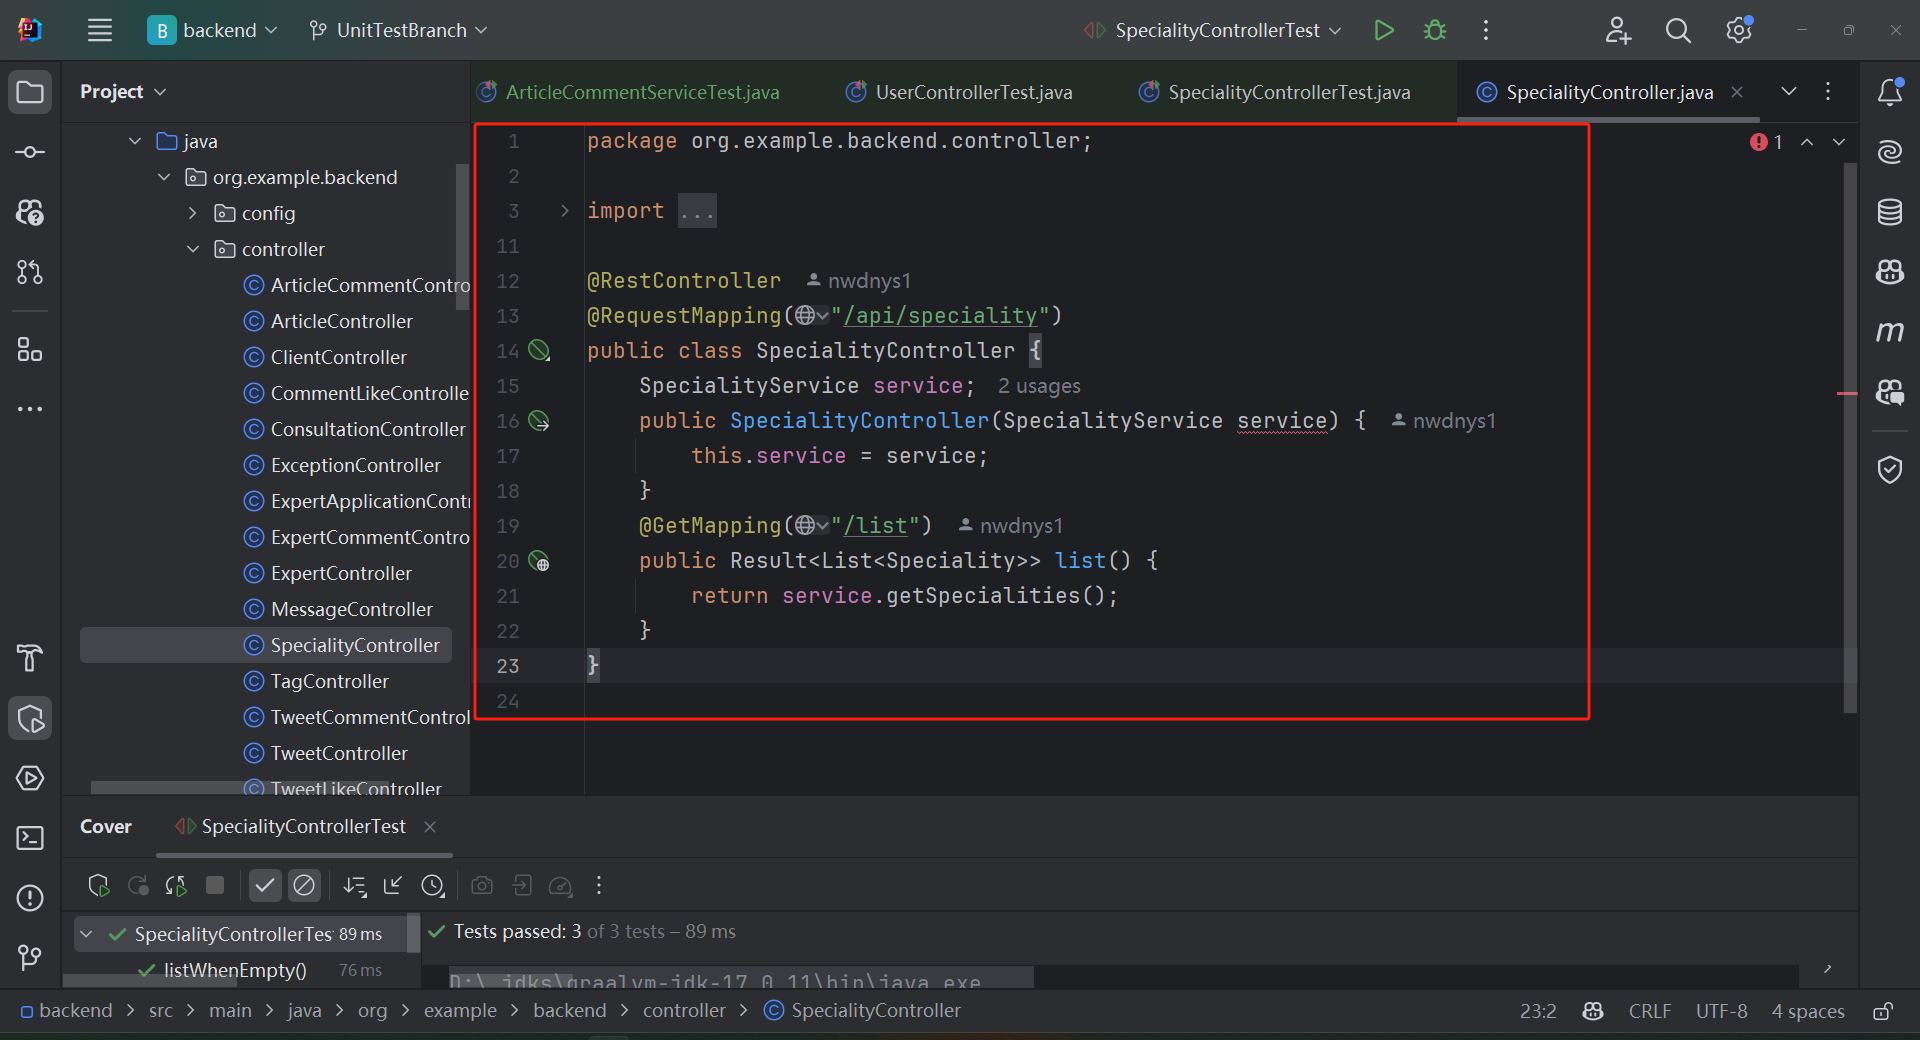 B backend UnitTestBranch SpecialityControllerTest
Project
ArticleCommentServiceTest.java UserControllerTest.java SpecialityControllerTest.java SpecialityController.java
java
org.example.backend
config
controller
ArticleCommentContro
ArticleController
ClientController
CommentLikeControlle
ConsultationController
ExceptionController
ExpertApplicationContr
ExpertCommentContro
ExpertController
MessageController
SpecialityController
TagController
TweetCommentControl
TweetController
TweetLikeController
1 package org.example.backend.controller;
2
3 import ...
11
12 @RestController nwdnys1
13 @RequestMapping("/api/speciality")
14 public class SpecialityController {
15 SpecialityService service; 2 usages
16 public SpecialityController(SpecialityService service) { nwdnys1
17 this.service = service;
18 }
19 @GetMapping("/list") nwdnys1
20 public Result<List<Speciality>> list() {
21 return service.getSpecialities();
22 }
23 }
24
1
m
Cover SpecialityControllerTest
SpecialityControllerTes 89 ms
listWhenEmpty() 76 ms
Tests passed: 3 of 3 tests – 89 ms
D:\_jdks\graalvm-jdk-17.0.11\bin\java.exe
backend > src > main > java > org > example > backend > controller > SpecialityController
23:2 CRLF UTF-8 4 spaces